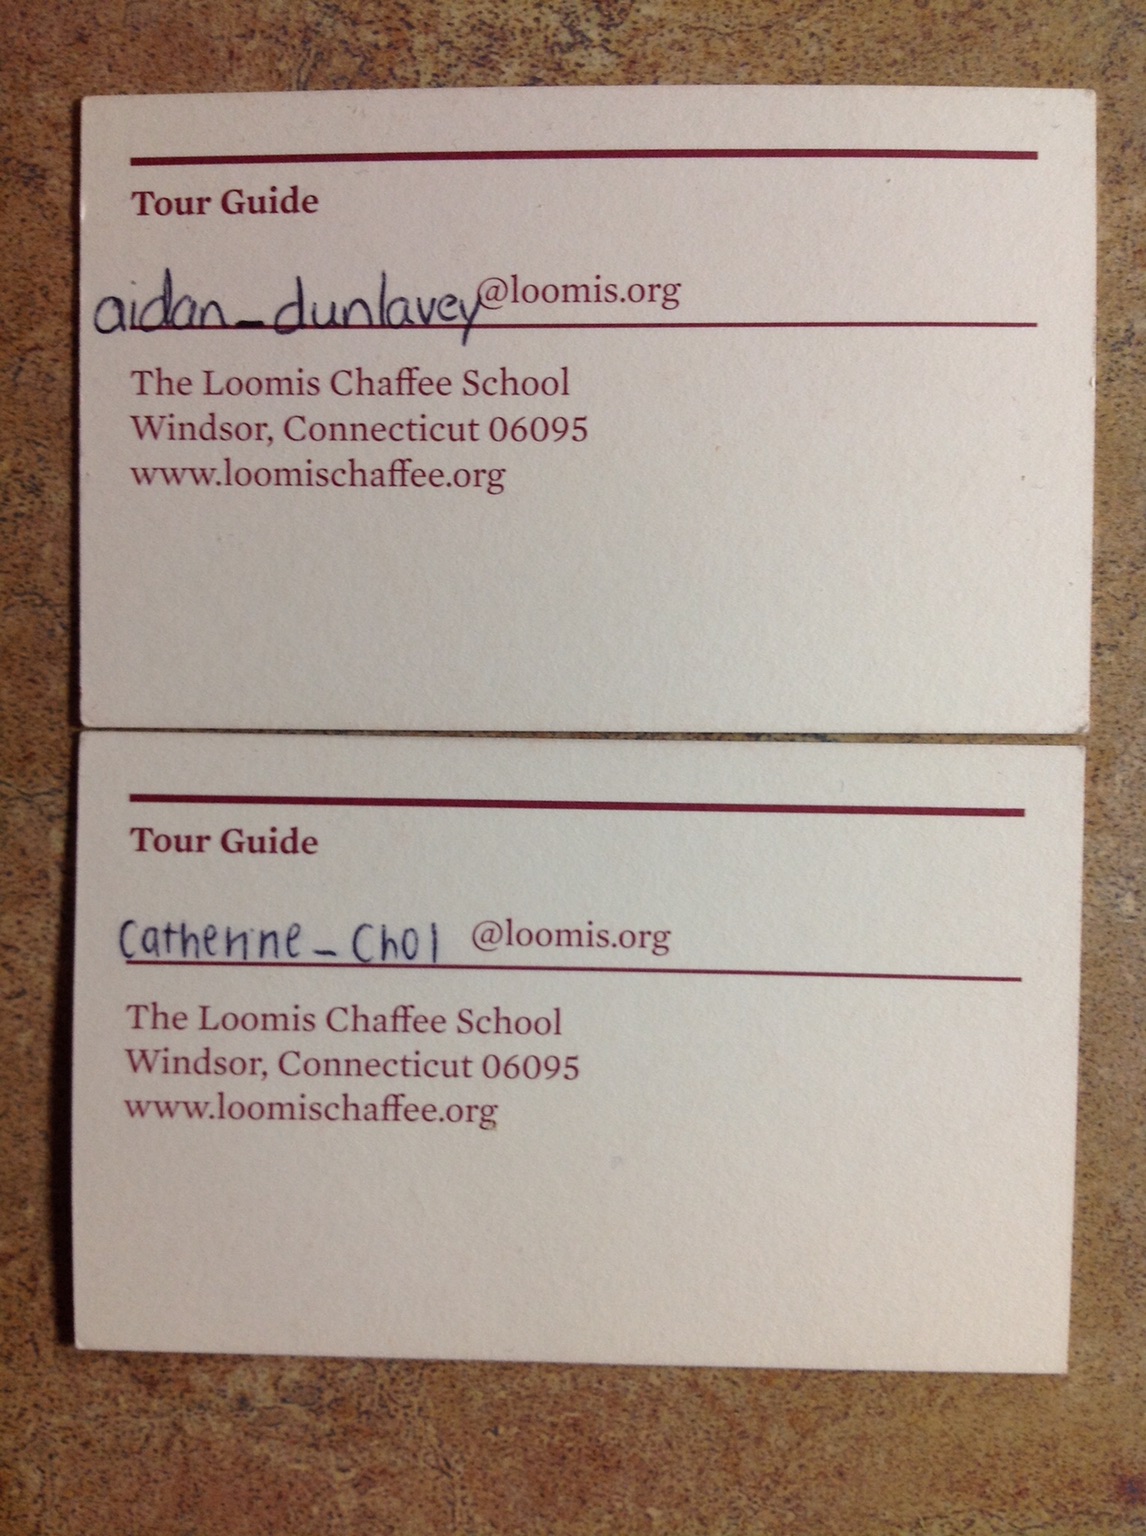 Tour Guide
aidan_dunlavey@loomis.org
The Loomis Chaffee School
Windsor, Connecticut 06095
www.loomischaffee.org
Tour Guide
Catherine_Choi @loomis.org
The Loomis Chaffee School
Windsor, Connecticut 06095
www.loomischaffee.org